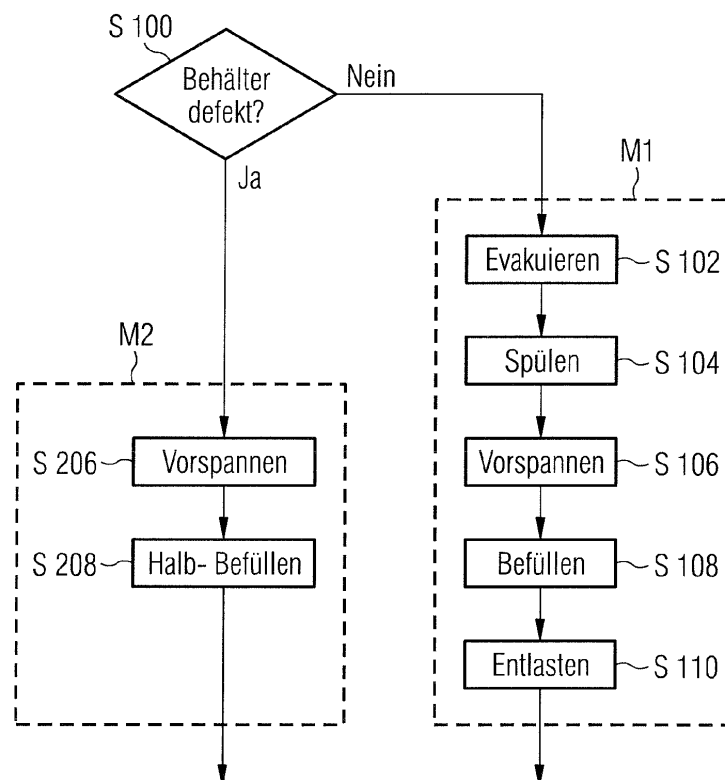 S 100
Behälter
defekt?
Nein
Ja
M1
Evakuieren
S 102
Spülen
S 104
M2
S 206
Vorspannen
Vorspannen
S 106
S 208
Halb- Befüllen
Befüllen
S 108
Entlasten
S 110